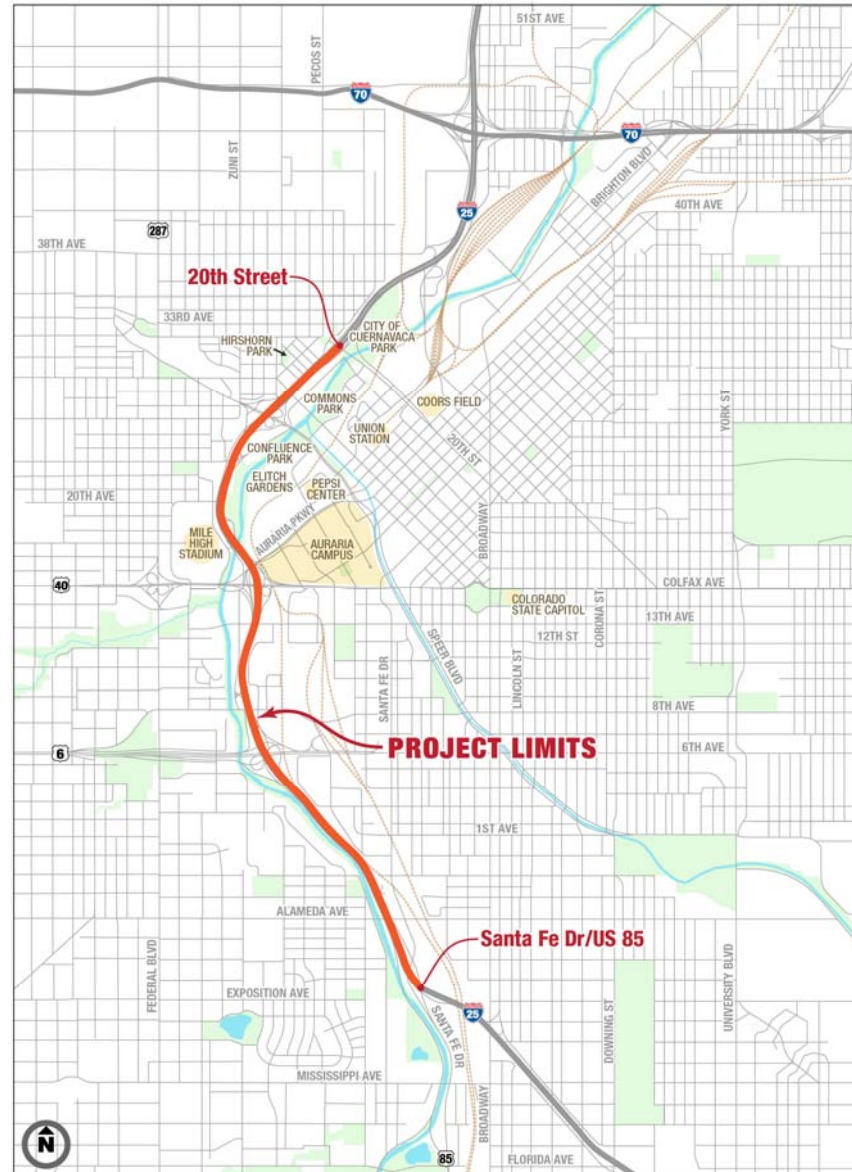 51ST AVE
PECOS ST
70
70
ZUNI ST
BRIGHTON BLVD
40TH AVE
25
287
38TH AVE
20th Street
33RD AVE
HIRSHORN
PARK
CITY OF
CUERNAVACA
PARK
COMMONS
PARK
COORS FIELD
UNION
STATION
20TH ST
YORK ST
CONFLUENCE
PARK
ELITCH
GARDENS
PEPSI
CENTER
20TH AVE
AURARIA PKWY
MILE
HIGH
STADIUM
AURARIA
CAMPUS
BROADWAY
40
COLFAX AVE
COLORADO
STATE CAPITOL
CORONA ST
13TH AVE
12TH ST
SPEER BLVD
LINCOLN ST
SANTA FE DR
8TH AVE
PROJECT LIMITS
6
6TH AVE
1ST AVE
ALAMEDA AVE
Santa Fe Dr/US 85
FEDERAL BLVD
EXPOSITION AVE
UNIVERSITY BLVD
DOWNING ST
25
SANTA FE DR
MISSISSIPPI AVE
BROADWAY
N
85
FLORIDA AVE